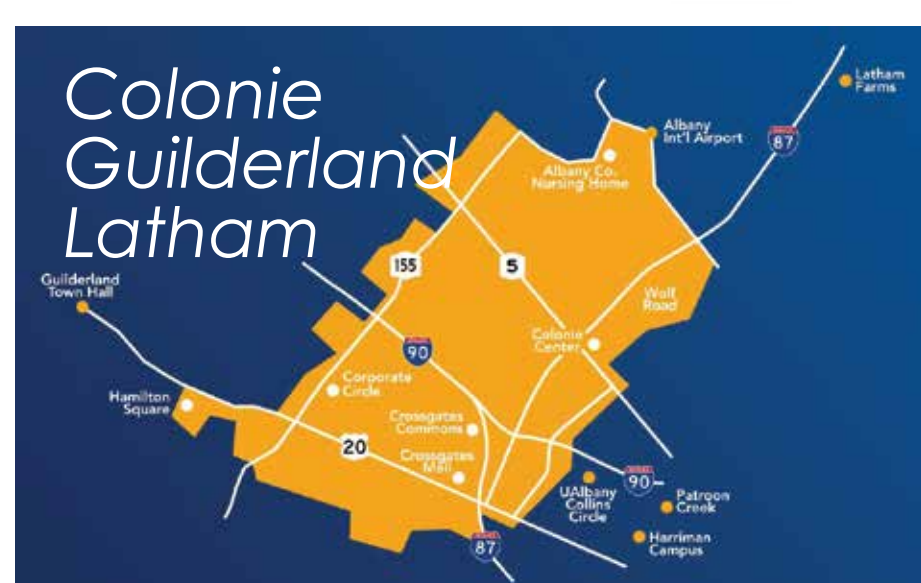 Colonie
Guilderland
Latham
Latham
Farms
Albany
Int'l Airport
87
Albany Co.
Nursing Home
155
5
Guilderland
Town Hall
Wolf
Road
Colonie
Center
90
Corporate
Circle
Hamilton
Square
Crossgates
Commons
20
Crossgates
Mall
90
UAlbany
Collins
Circle
Patroon
Creek
Harriman
Campus
87